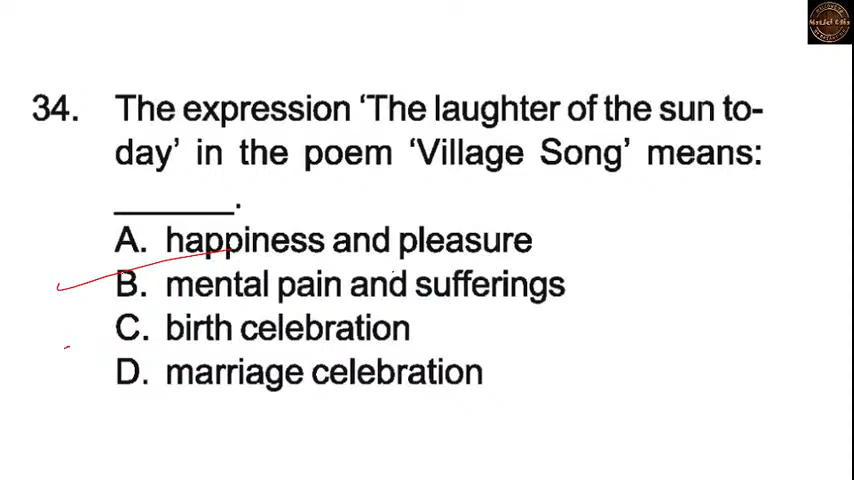 34. The expression ‘The laughter of the sun to-
day’ in the poem ‘Village Song’ means:
______.
A. happiness and pleasure
B. mental pain and sufferings
C. birth celebration
D. marriage celebration